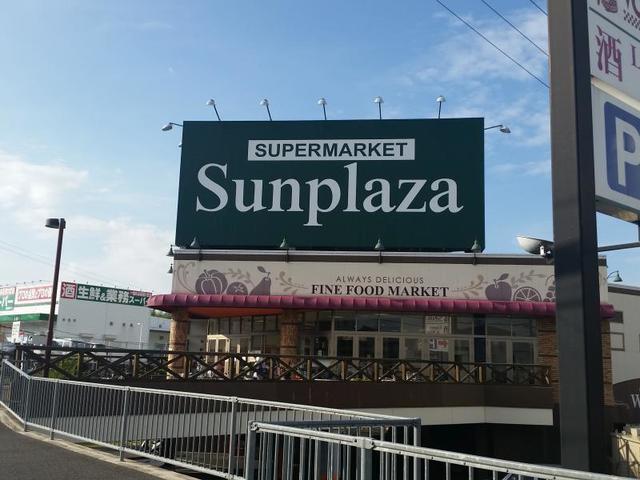 SUPERMARKET
Sunplaza
ALWAYS DELICIOUS
FINE FOOD MARKET
酒 生鮮&業務スーパー
酒
P